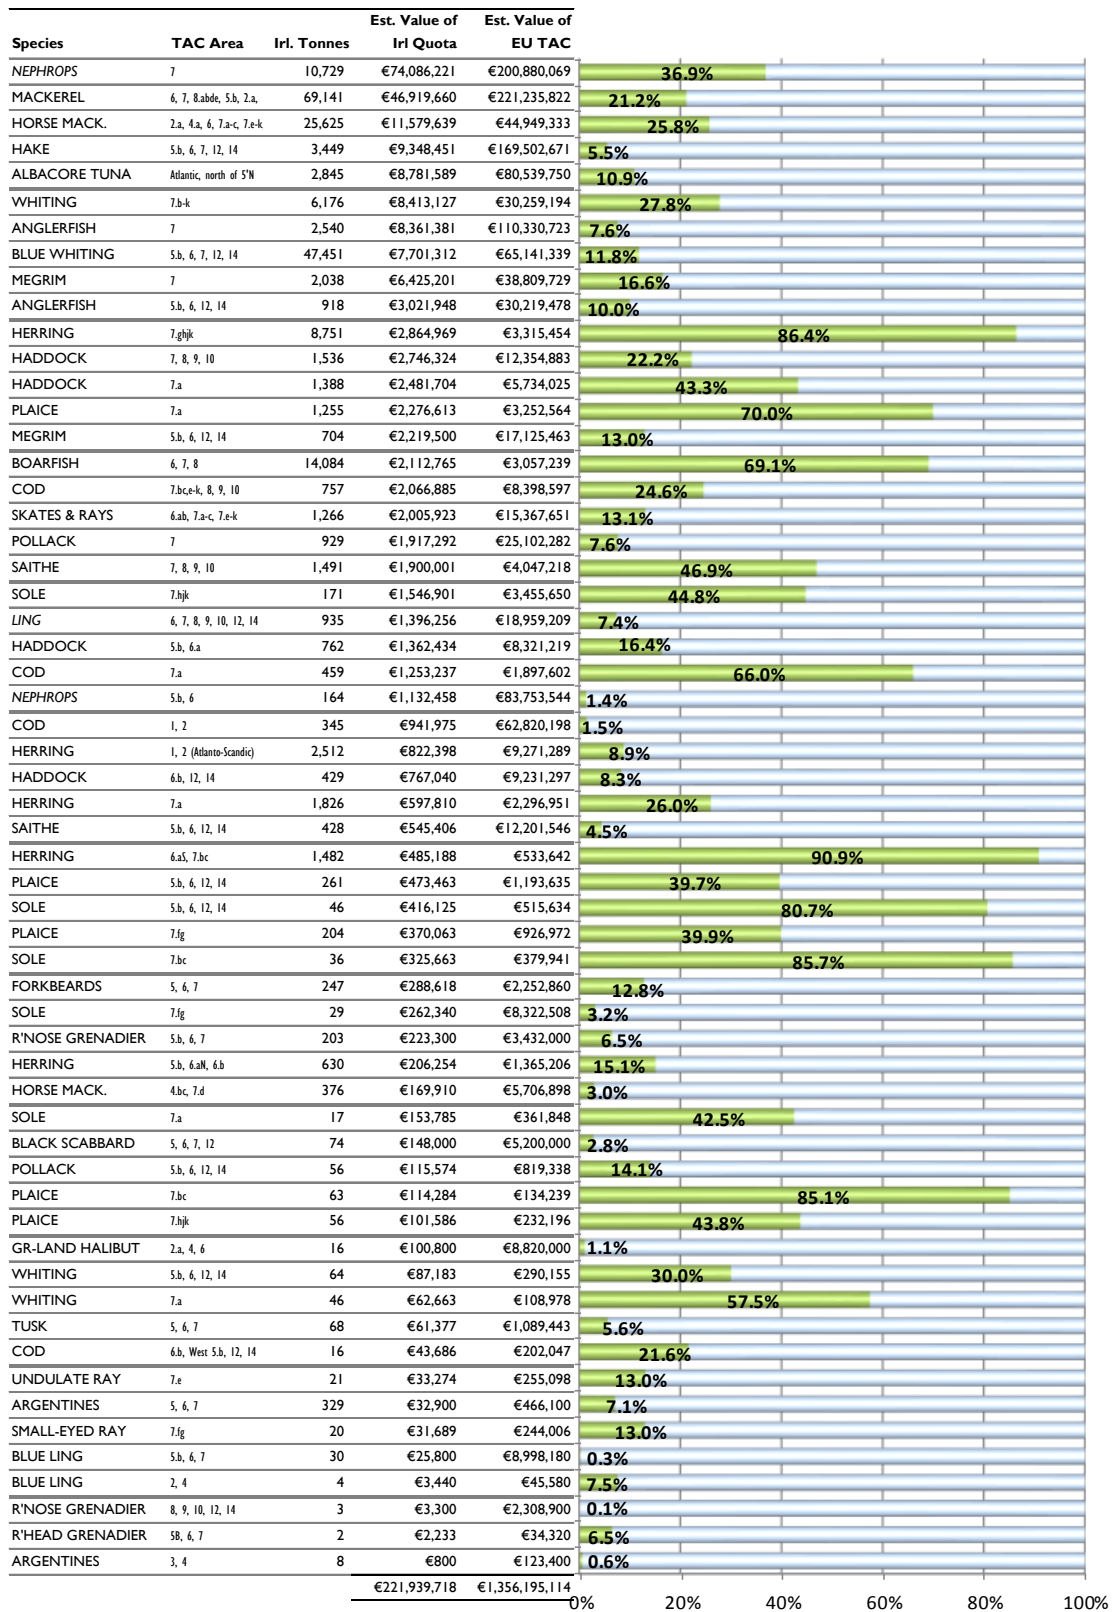 Est. Value of Est. Value of
Species TAC Area Irl. Tonnes Irl Quota EU TAC
NEPHROPS 7 10,729 €74,086,221 €200,880,069 36.9%
MACKEREL 6, 7, 8.abde, 5.b, 2.a, 69,141 €46,919,660 €221,235,822 21.2%
HORSE MACK. 2.a, 4.a, 6, 7.a-c, 7.e-k 25,625 €11,579,639 €44,949,333 25.8%
HAKE 5.b, 6, 7, 12, 14 3,449 €9,348,451 €169,502,671 5.5%
ALBACORE TUNA Atlantic, north of 5°N 2,845 €8,781,589 €80,539,750 10.9%
WHITING 7.b-k 6,176 €8,413,127 €30,259,194 27.8%
ANGLERFISH 7 2,540 €8,361,381 €110,330,723 7.6%
BLUE WHITING 5.b, 6, 7, 12, 14 47,451 €7,701,312 €65,141,339 11.8%
MEGRIM 7 2,038 €6,425,201 €38,809,729 16.6%
ANGLERFISH 5.b, 6, 12, 14 918 €3,021,948 €30,219,478 10.0%
HERRING 7.ghjk 8,751 €2,864,969 €3,315,454 86.4%
HADDOCK 7, 8, 9, 10 1,536 €2,746,324 €12,354,883 22.2%
HADDOCK 7.a 1,388 €2,481,704 €5,734,025 43.3%
PLAICE 7.a 1,255 €2,276,613 €3,252,564 70.0%
MEGRIM 5.b, 6, 12, 14 704 €2,219,500 €17,125,463 13.0%
BOARFISH 6, 7, 8 14,084 €2,112,765 €3,057,239 69.1%
COD 7.bc,e-k, 8, 9, 10 757 €2,066,885 €8,398,597 24.6%
SKATES & RAYS 6.ab, 7.a-c, 7.e-k 1,266 €2,005,923 €15,367,651 13.1%
POLLACK 7 929 €1,917,292 €25,102,282 7.6%
SAITHE 7, 8, 9, 10 1,491 €1,900,001 €4,047,218 46.9%
SOLE 7.hjk 171 €1,546,901 €3,455,650 44.8%
LING 6, 7, 8, 9, 10, 12, 14 935 €1,396,256 €18,959,209 7.4%
HADDOCK 5.b, 6.a 762 €1,362,434 €8,321,219 16.4%
COD 7.a 459 €1,253,237 €1,897,602 66.0%
NEPHROPS 5.b, 6 164 €1,132,458 €83,753,544 1.4%
COD 1, 2 345 €941,975 €62,820,198 1.5%
HERRING 1, 2 (Atlanto-Scandic) 2,512 €822,398 €9,271,289 8.9%
HADDOCK 6.b, 12, 14 429 €767,040 €9,231,297 8.3%
HERRING 7.a 1,826 €597,810 €2,296,951 26.0%
SAITHE 5.b, 6, 12, 14 428 €545,406 €12,201,546 4.5%
HERRING 6.aS, 7.bc 1,482 €485,188 €533,642 90.9%
PLAICE 5.b, 6, 12, 14 261 €473,463 €1,193,635 39.7%
SOLE 5.b, 6, 12, 14 46 €416,125 €515,634 80.7%
PLAICE 7.fg 204 €370,063 €926,972 39.9%
SOLE 7.bc 36 €325,663 €379,941 85.7%
FORKBEARDS 5, 6, 7 247 €288,618 €2,252,860 12.8%
SOLE 7.fg 29 €262,340 €8,322,508 3.2%
R'NOSE GRENADIER 5.b, 6, 7 203 €223,300 €3,432,000 6.5%
HERRING 5.b, 6.aN, 6.b 630 €206,254 €1,365,206 15.1%
HORSE MACK. 4.bc, 7.d 376 €169,910 €5,706,898 3.0%
SOLE 7.a 17 €153,785 €361,848 42.5%
BLACK SCABBARD 5, 6, 7, 12 74 €148,000 €5,200,000 2.8%
POLLACK 5.b, 6, 12, 14 56 €115,574 €819,338 14.1%
PLAICE 7.bc 63 €114,284 €134,239 85.1%
PLAICE 7.hjk 56 €101,586 €232,196 43.8%
GR-LAND HALIBUT 2.a, 4, 6 16 €100,800 €8,820,000 1.1%
WHITING 5.b, 6, 12, 14 64 €87,183 €290,155 30.0%
WHITING 7.a 46 €62,663 €108,978 57.5%
TUSK 5, 6, 7 68 €61,377 €1,089,443 5.6%
COD 6.b, West 5.b, 12, 14 16 €43,686 €202,047 21.6%
UNDULATE RAY 7.e 21 €33,274 €255,098 13.0%
ARGENTINES 5, 6, 7 329 €32,900 €466,100 7.1%
SMALL-EYED RAY 7.fg 20 €31,689 €244,006 13.0%
BLUE LING 5.b, 6, 7 30 €25,800 €8,998,180 0.3%
BLUE LING 2, 4 4 €3,440 €45,580 7.5%
R'NOSE GRENADIER 8, 9, 10, 12, 14 3 €3,300 €2,308,900 0.1%
R'HEAD GRENADIER 5B, 6, 7 2 €2,233 €34,320 6.5%
ARGENTINES 3, 4 8 €800 €123,400 0.6%
€221,939,718 €1,356,195,114
0% 20% 40% 60% 80% 100%